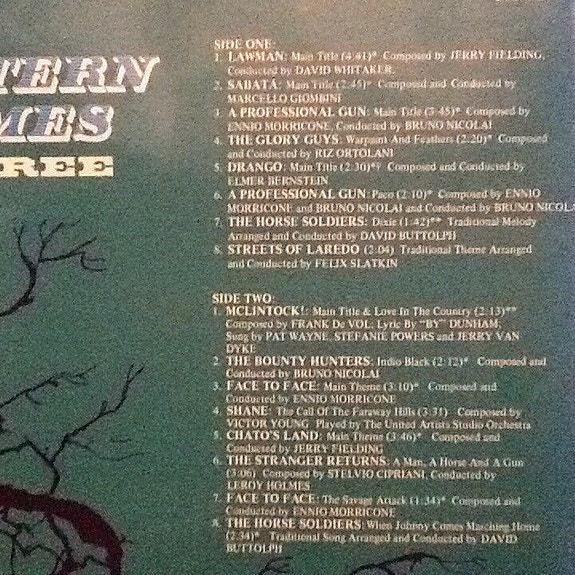 TERN
MES
REE
SIDE ONE:
1. LAWMAN: Main Title (4:41)* Composed by JERRY FIELDING,
Conducted by DAVID WHITAKER.
2. SABATA: Main Title (2:45)* Composed and Conducted by
MARCELLO GIOMBINI
3. A PROFESSIONAL GUN: Main Title (3:45)* Composed by
ENNIO MORRICONE, Conducted by BRUNO NICOLAI
4. THE GLORY GUYS: Warpaint And Feathers (2:20)* Composed
and Conducted by RIZ ORTOLANI
5. DRANGO: Main Title (2:30)*† Composed and Conducted by
ELMER BERNSTEIN
6. A PROFESSIONAL GUN: Paco (2:10)* Composed by ENNIO
MORRICONE and BRUNO NICOLAI and Conducted by BRUNO NICOLA
7. THE HORSE SOLDIERS: Dixie (1:42)** Traditional Melody
Arranged and Conducted by DAVID BUTTOLPH
8. STREETS OF LAREDO (2:04) Traditional Theme Arranged
and Conducted by FELIX SLATKIN
SIDE TWO:
1. MCLINTOCK!: Main Title & Love In The Country (2:13)**
Composed by FRANK De VOL; Lyric By "BY" DUNHAM;
Sung by PAT WAYNE, STEFANIE POWERS and JERRY VAN
DYKE
2. THE BOUNTY HUNTERS: Indio Black (2:12)* Composed and
Conducted by BRUNO NICOLAI
3. FACE TO FACE: Main Theme (3:10)* Composed and
Conducted by ENNIO MORRICONE
4. SHANE: The Call Of The Faraway Hills (3:31) Composed by
VICTOR YOUNG Played by The United Artists Studio Orchestra
5. CHATO'S LAND: Main Theme (3:46)* Composed and
Conducted by JERRY FIELDING
6. THE STRANGER RETURNS: A Man, A Horse And A Gun
(3:06) Composed by STELVIO CIPRIANI, Conducted by
LEROY HOLMES
7. FACE TO FACE: The Savage Attack (1:34)* Composed and
Conducted by ENNIO MORRICONE
8. THE HORSE SOLDIERS: When Johnny Comes Marching Home
(2:34)* Traditional Song Arranged and Conducted by DAVID
BUTTOLPH